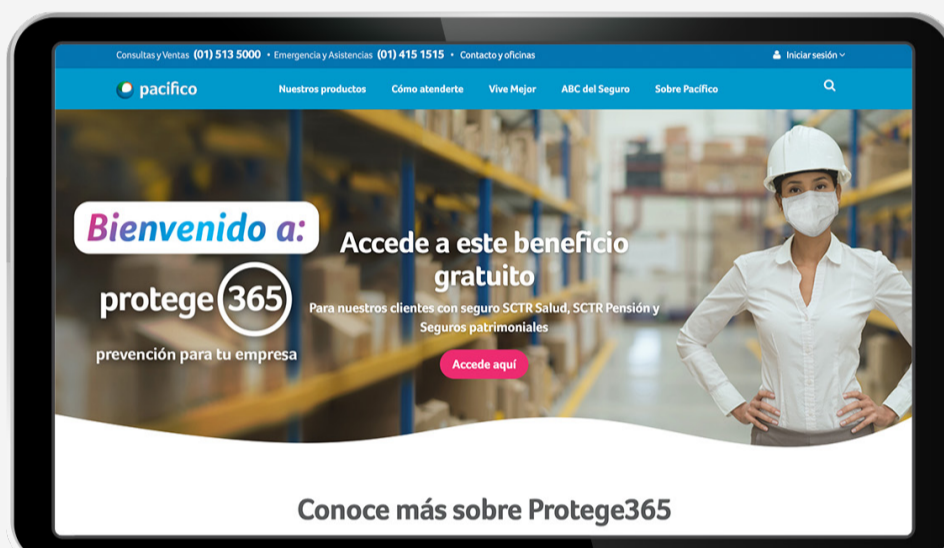 Consultas y Ventas (01) 513 5000 • Emergencia y Asistencias (01) 415 1515 • Contacto y oficinas
Iniciar sesión
pacifico
Nuestros productos
Cómo atenderte
Vive Mejor
ABC del Seguro
Sobre Pacífico
Bienvenido a:
protege 365
prevención para tu empresa
Accede a este beneficio
gratuito
Para nuestros clientes con seguro SCTR Salud, SCTR Pensión y
Seguros patrimoniales
Accede aquí
Conoce más sobre Protege365